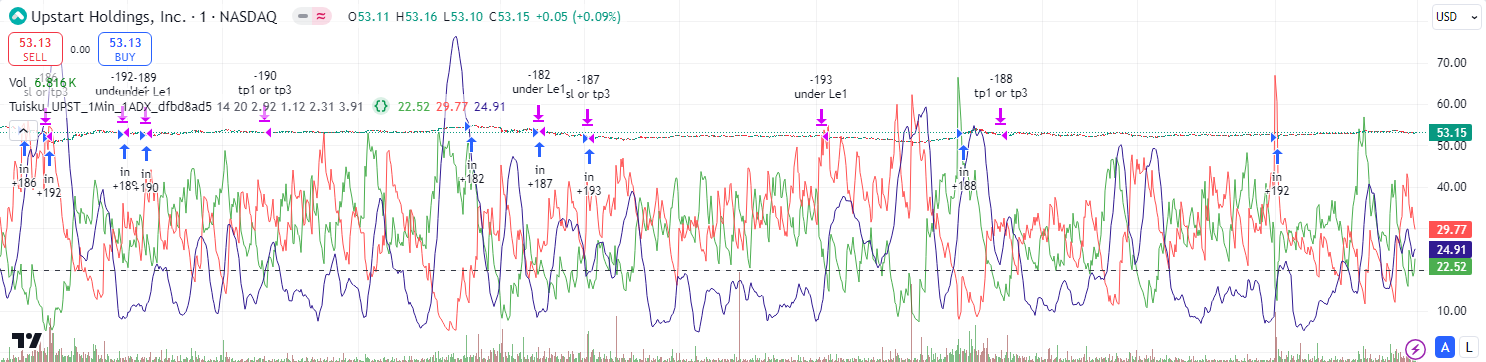 Upstart Holdings, Inc. · 1 · NASDAQ O53.11 H53.16 L53.10 C53.15 +0.05 (+0.09%)
USD
53.13 SELL
0.00
53.13 BUY
Vol 6.816K
Tuisku_UPST_1Min_1ADX_dfbd8ad5 14 20 2.92 1.12 2.31 3.91 22.52 29.77 24.91
-186
sl or tp3
-192
-189
under Le1
-190
tp1 or tp3
-182
under Le1
-187
sl or tp3
-193
under Le1
-188
tp1 or tp3
in
+186
in
+192
in
+189
in
+190
in
+182
in
+187
in
+193
in
+188
in
+192
70.00
60.00
53.15
50.00
40.00
29.77
24.91
22.52
10.00
A
L